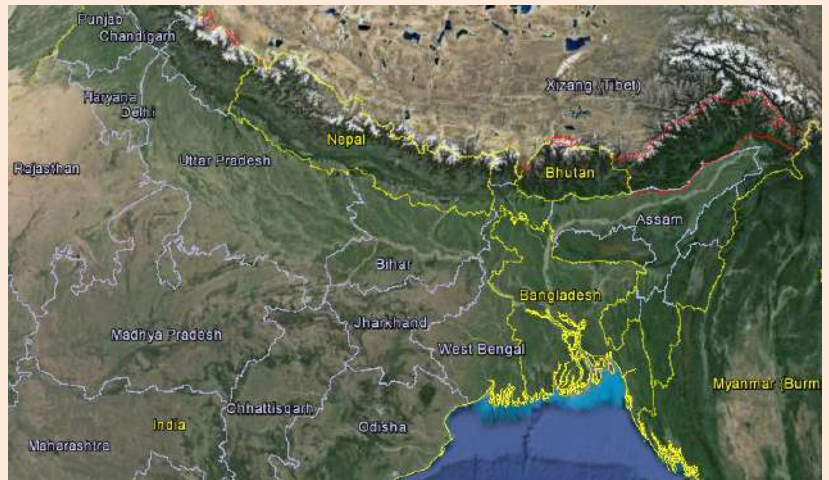 Punjab
Chandigarh
Xizang (Tibet)
Haryana
Delhi
Nepal
Uttar Pradesh
Rajasthan
Bhutan
Assam
Bihar
Bangladesh
Jharkhand
Madhya Pradesh
West Bengal
Myanmar (Burm
Chhattisgarh
India
Odisha
Maharashtra